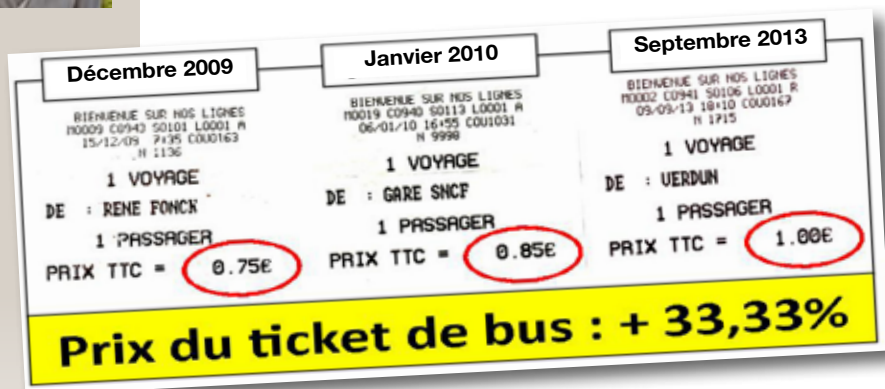 Décembre 2009
BIENVENUE SUR NOS LIGNES
M0009 C0943 S0101 L0001 A
15/12/09 7:35 COU0163
N 1136
1 VOYAGE
DE : RENE FONCK
1 PASSAGER
PRIX TTC = 0.75€
Janvier 2010
BIENVENUE SUR NOS LIGNES
M0019 C0940 S0113 L0001 A
06/01/10 16:55 COU1031
N 9998
1 VOYAGE
DE : GARE SNCF
1 PASSAGER
PRIX TTC = 0.85€
Septembre 2013
BIENVENUE SUR NOS LIGNES
M0002 C0941 S0106 L0001 R
09/09/13 18:10 COU0167
N 1715
1 VOYAGE
DE : VERDUN
1 PASSAGER
PRIX TTC = 1.00€
Prix du ticket de bus : + 33,33%